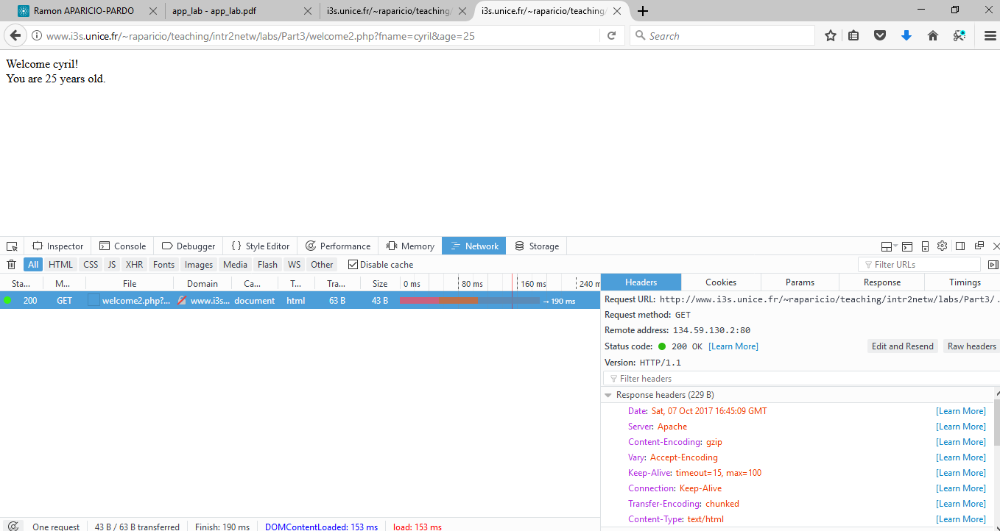 Ramon APARICIO-PARDO
app_lab - app_lab.pdf
i3s.unice.fr/~raparicio/teaching/
i3s.unice.fr/~raparicio/teaching/
www.i3s.unice.fr/~raparicio/teaching/intr2netw/labs/Part3/welcome2.php?fname=cyril&age=25
Search
Welcome cyril!
You are 25 years old.
Inspector Console Debugger Style Editor Performance Memory Network Storage
All HTML CSS JS XHR Fonts Images Media Flash WS Other Disable cache Filter URLs
Sta... M... File Domain Ca... T... Tra... Size 0 ms 80 ms 160 ms 240 m
200 GET welcome2.php?... www.i3s... document html 63 B 43 B → 190 ms
Headers Cookies Params Response Timings
Request URL: http://www.i3s.unice.fr/~raparicio/teaching/intr2netw/labs/Part3/ .
Request method: GET
Remote address: 134.59.130.2:80
Status code: 200 OK [Learn More] Edit and Resend Raw headers
Version: HTTP/1.1
Filter headers
Response headers (229 B)
Date: Sat, 07 Oct 2017 16:45:09 GMT [Learn More]
Server: Apache [Learn More]
Content-Encoding: gzip [Learn More]
Vary: Accept-Encoding [Learn More]
Keep-Alive: timeout=15, max=100 [Learn More]
Connection: Keep-Alive [Learn More]
Transfer-Encoding: chunked [Learn More]
Content-Type: text/html [Learn More]
One request 43 B / 63 B transferred Finish: 190 ms DOMContentLoaded: 153 ms load: 153 ms